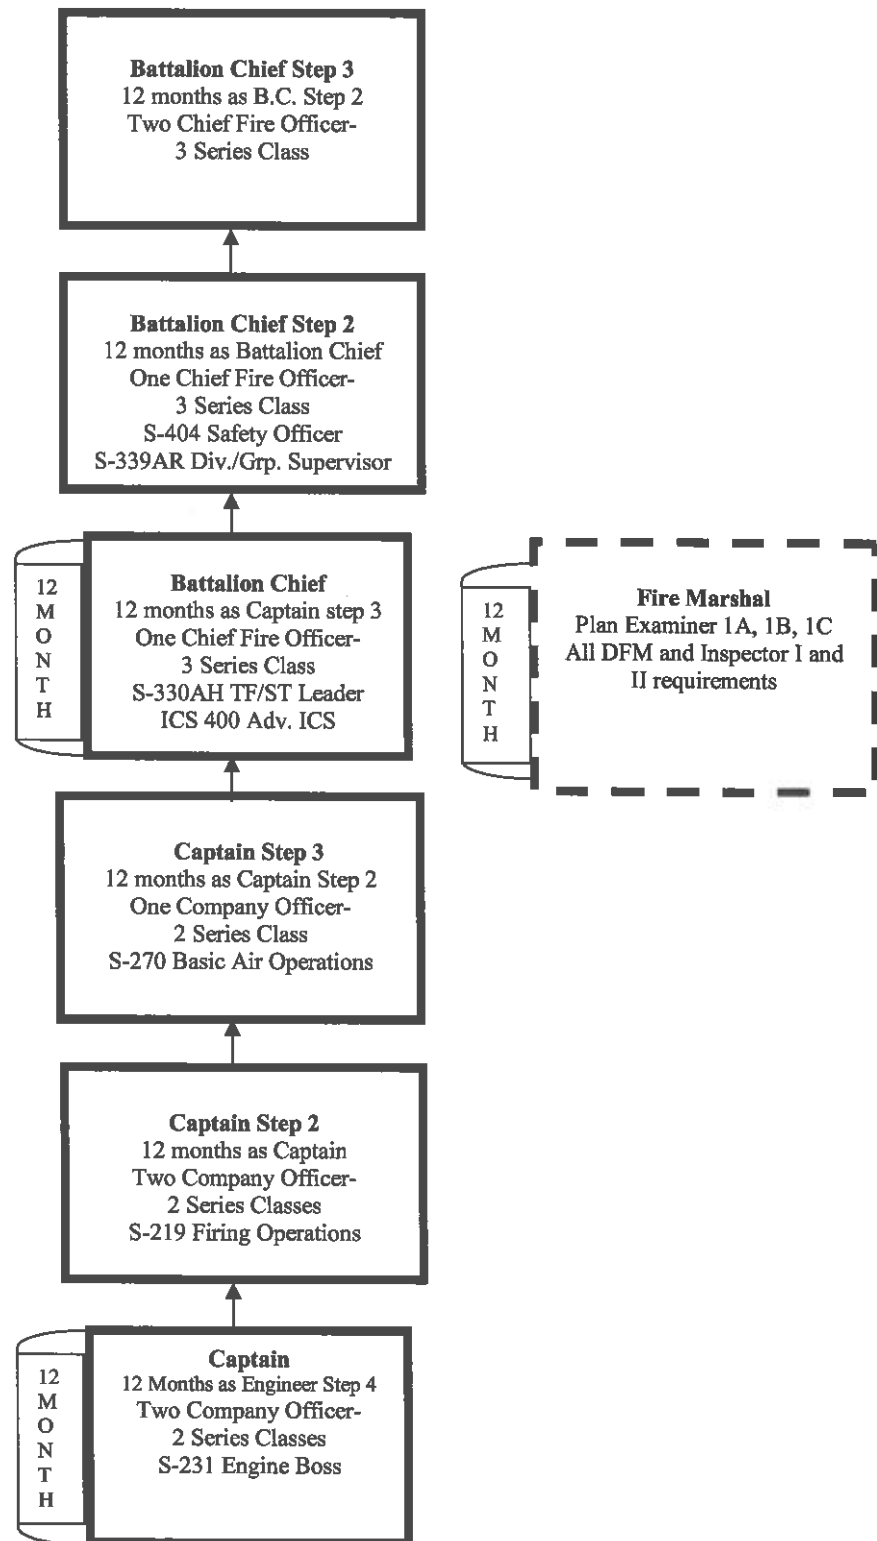 Battalion Chief Step 3
12 months as B.C. Step 2
Two Chief Fire Officer-
3 Series Class
Battalion Chief Step 2
12 months as Battalion Chief
One Chief Fire Officer-
3 Series Class
S-404 Safety Officer
S-339AR Div./Grp. Supervisor
12
M
O
N
T
H
Battalion Chief
12 months as Captain step 3
One Chief Fire Officer-
3 Series Class
S-330AH TF/ST Leader
ICS 400 Adv. ICS
12
M
O
N
T
H
Fire Marshal
Plan Examiner 1A, 1B, 1C
All DFM and Inspector I and
II requirements
Captain Step 3
12 months as Captain Step 2
One Company Officer-
2 Series Class
S-270 Basic Air Operations
Captain Step 2
12 months as Captain
Two Company Officer-
2 Series Classes
S-219 Firing Operations
12
M
O
N
T
H
Captain
12 Months as Engineer Step 4
Two Company Officer-
2 Series Classes
S-231 Engine Boss